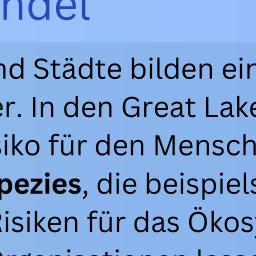 ndel
nd Städte bilden ein
er. In den Great Lake
siko für den Mensch
pezies, die beispiels
Risiken für das Ökosy